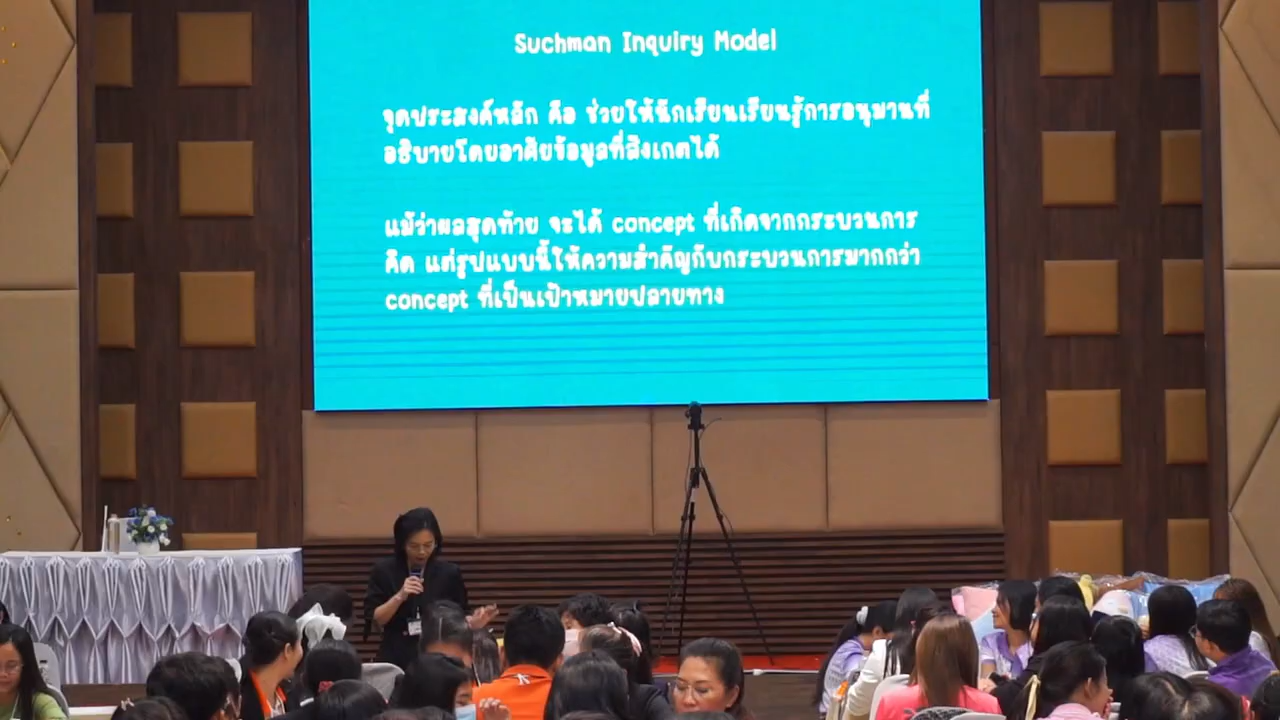 Suchman Inquiry Model
จุดประสงค์หลัก คือ ช่วยให้นักเรียนเรียนรู้การอนุมานที่
อธิบายโดยอาศัยข้อมูลที่สังเกตได้
แม้ว่าผลสุดท้าย จะได้ concept ที่เกิดจากกระบวนการ
คิด แต่รูปแบบนี้ให้ความสำคัญกับกระบวนการมากกว่า
concept ที่เป็นเป้าหมายปลายทาง